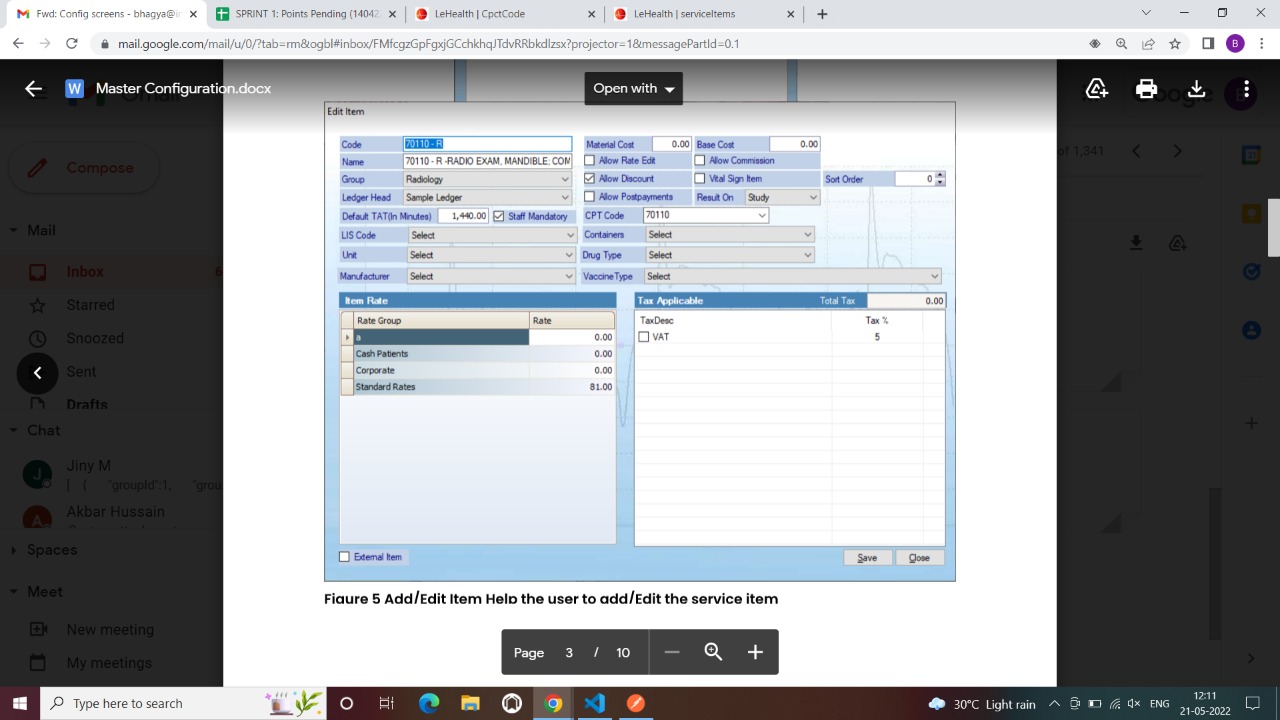 Fwd: Config screens - bhagya@in
SPRINT 1: Points Pending (14042
LeHealth | CpctCode
LeHealth | serviceItems
mail.google.com/mail/u/0/?tab=rm&ogbl#inbox/FMfcgzGpFgxjGCchkhqJTdvRbBkdlzsx?projector=1&messagePartId=0.1
B
W Master Configuration.docx
Open with
Compose
of 1,341
Mail
Inbox 6
Starred
Snoozed
Sent
Drafts
Chat
J Jiny M
[ { "groupId":1, "grou
A Akbar Hussain
Spaces
Meet
New meeting
My meetings
Edit Item
Code 70110 - R Material Cost 0.00 Base Cost 0.00
Name 70110 - R -RADIO EXAM, MANDIBLE; COM Allow Rate Edit Allow Commission
Group Radiology Allow Discount Vital Sign Item Sort Order 0
Ledger Head Sample Ledger Allow Postpayments Result On Study
Default TAT(In Minutes) 1,440.00 Staff Mandatory CPT Code 70110
LIS Code Select Containers Select
Unit Select Drug Type Select
Manufacturer Select VaccineType Select
Item Rate
Rate Group Rate
a 0.00
Cash Patients 0.00
Corporate 0.00
Standard Rates 81.00
Tax Applicable Total Tax 0.00
TaxDesc Tax %
VAT 5
External Item
Save Close
Figure 5 Add/Edit Item Help the user to add/Edit the service item
Page 3 / 10
Type here to search
30°C Light rain
ENG
12:11
21-05-2022